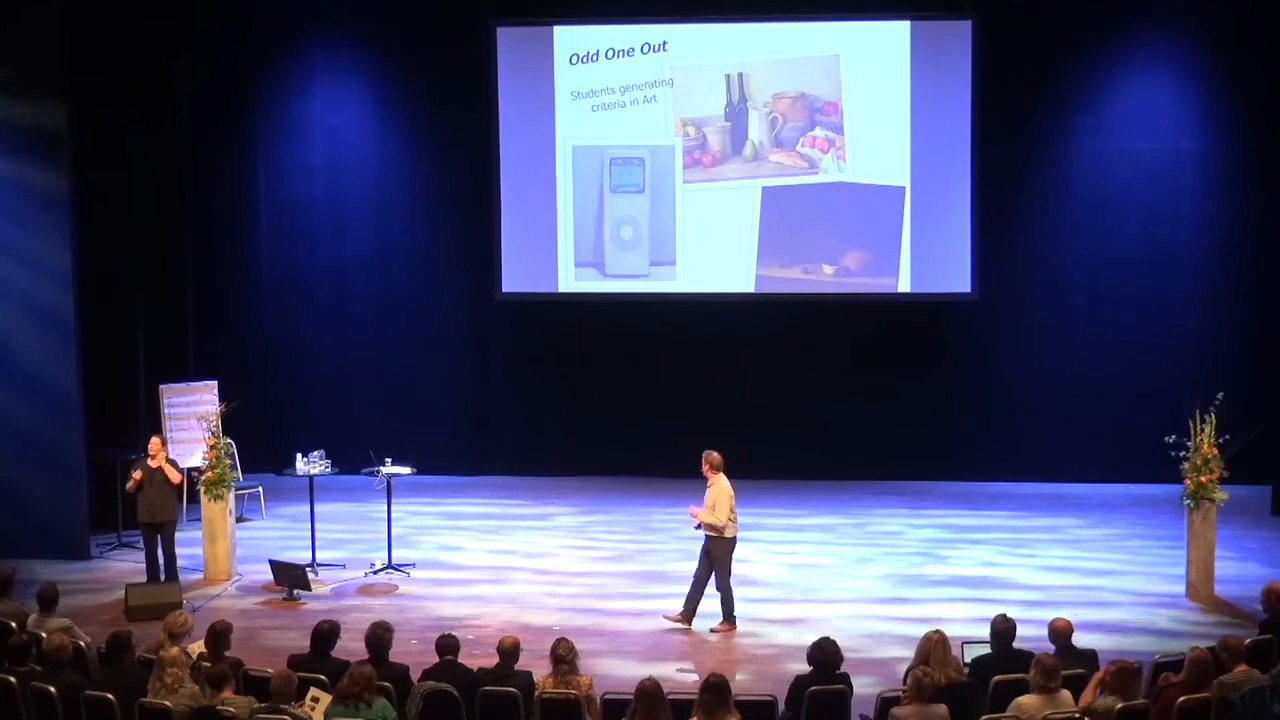 Odd One Out
Students generating
criteria in Art